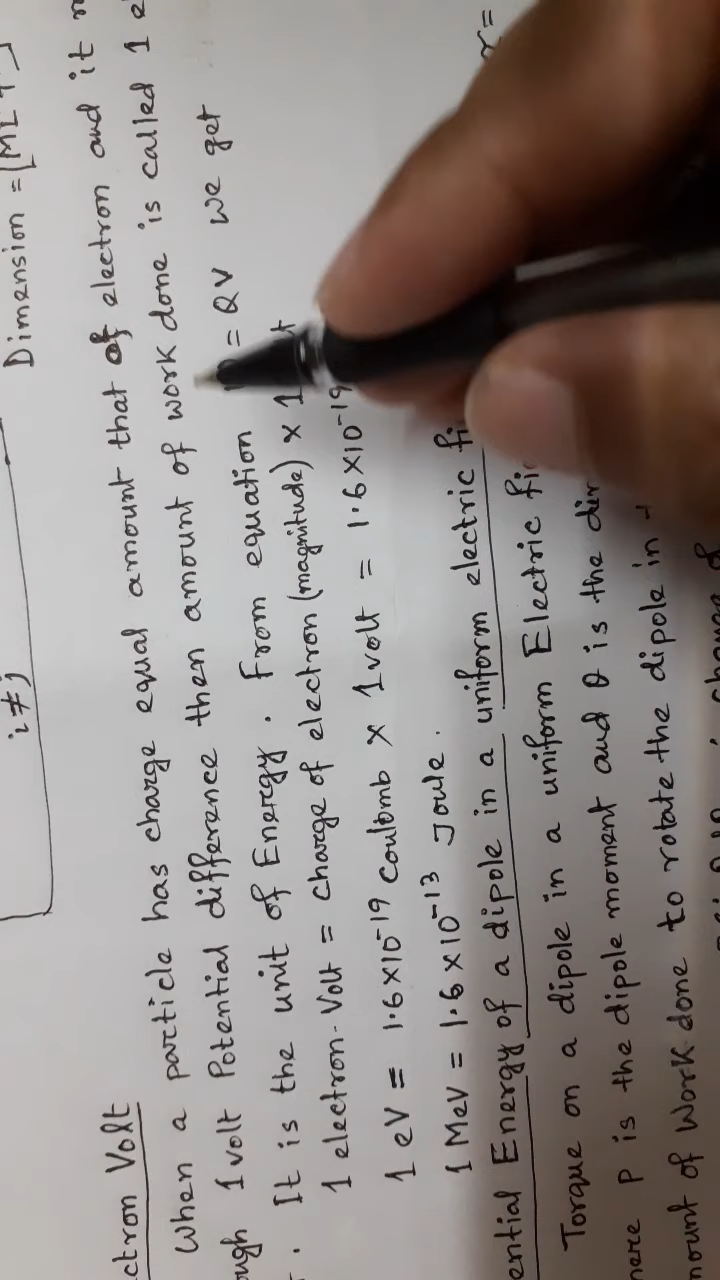 Dimension = [ML
i ≠ j
ctron Volt
When a particle has charge equal amount that of electron and it
ough 1 volt Potential difference then amount of work done is called 1 e
. It is the unit of Energy. From equation = QV we get
1 electron-Volt = charge of electron (magnitude) × 1
1 eV = 1.6×10⁻¹⁹ Coulomb × 1 volt = 1.6×10⁻¹⁹
1 MeV = 1.6×10⁻¹³ Joule.
ential Energy of a dipole in a uniform electric fi
Torque on a dipole in a uniform Electric fi
here P is the dipole moment and θ is the dir
mount of Work done to rotate the dipole in
change of